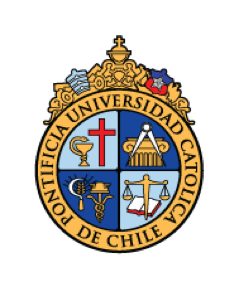 PONTIFICIA UNIVERSIDAD CATOLICA
DE CHILE